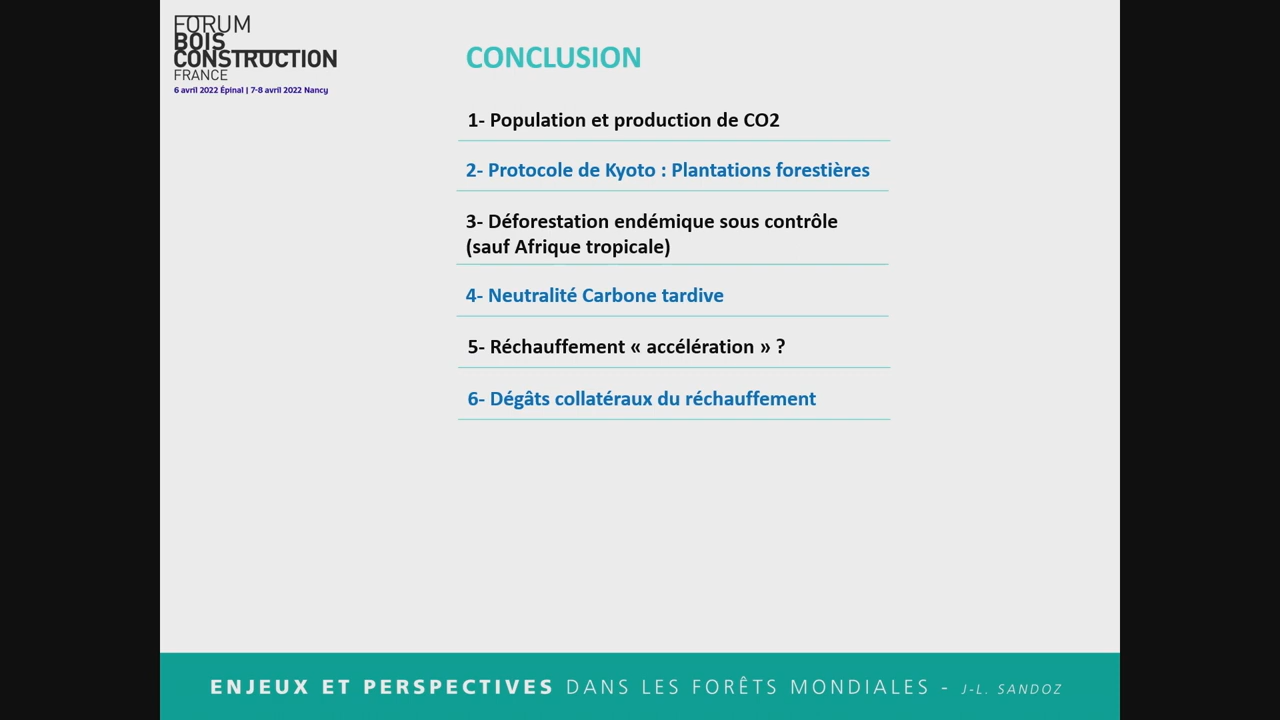 FORUM
BOIS
CONSTRUCTION
FRANCE
6 avril 2022 Épinal | 7-8 avril 2022 Nancy
CONCLUSION
1- Population et production de CO2
2- Protocole de Kyoto : Plantations forestières
3- Déforestation endémique sous contrôle
(sauf Afrique tropicale)
4- Neutralité Carbone tardive
5- Réchauffement « accélération » ?
6- Dégâts collatéraux du réchauffement
ENJEUX ET PERSPECTIVES DANS LES FORÊTS MONDIALES - J-L. SANDOZ